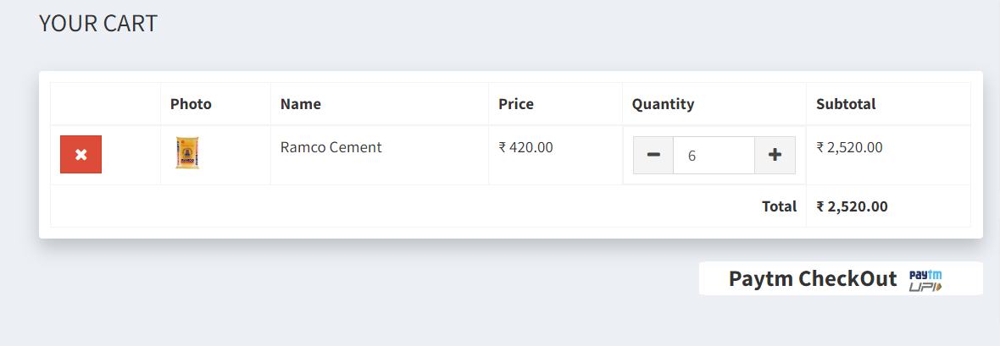 YOUR CART
Photo Name Price Quantity Subtotal
Ramco Cement ₹ 420.00 6 ₹ 2,520.00
RAMCO
Total ₹ 2,520.00
Paytm CheckOut paytm
UPI